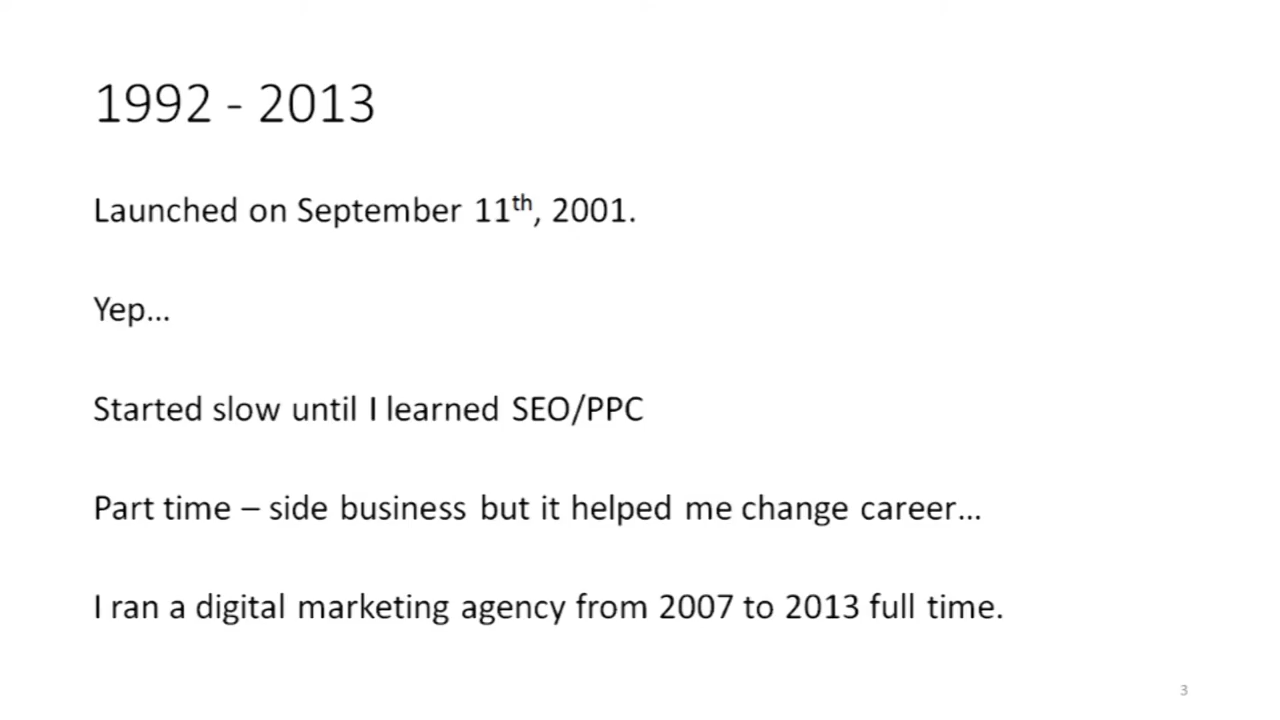 1992 - 2013
Launched on September 11th, 2001.
Yep...
Started slow until I learned SEO/PPC
Part time – side business but it helped me change career...
I ran a digital marketing agency from 2007 to 2013 full time.
3